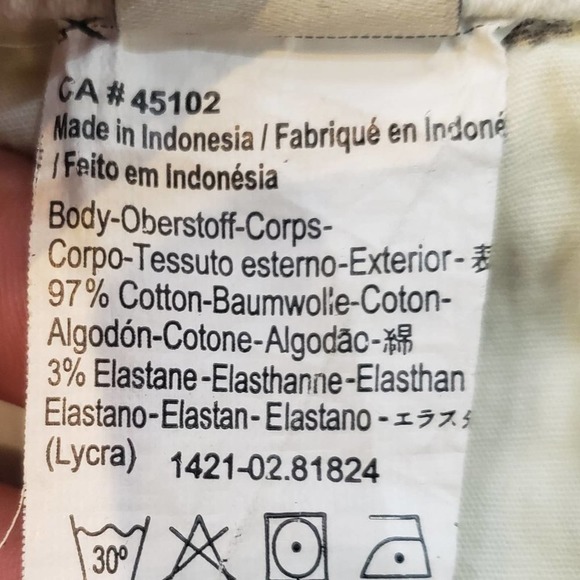 CA # 45102
Made in Indonesia / Fabriqué en Indoné
/ Feito em Indonésia
Body-Oberstoff-Corps-
Corpo-Tessuto esterno-Exterior-表
97% Cotton-Baumwolle-Coton-
Algodón-Cotone-Algodão-綿
3% Elastane-Elasthanne-Elasthan
Elastano-Elastan-Elastano-エラス
(Lycra) 1421-02.81824
30º